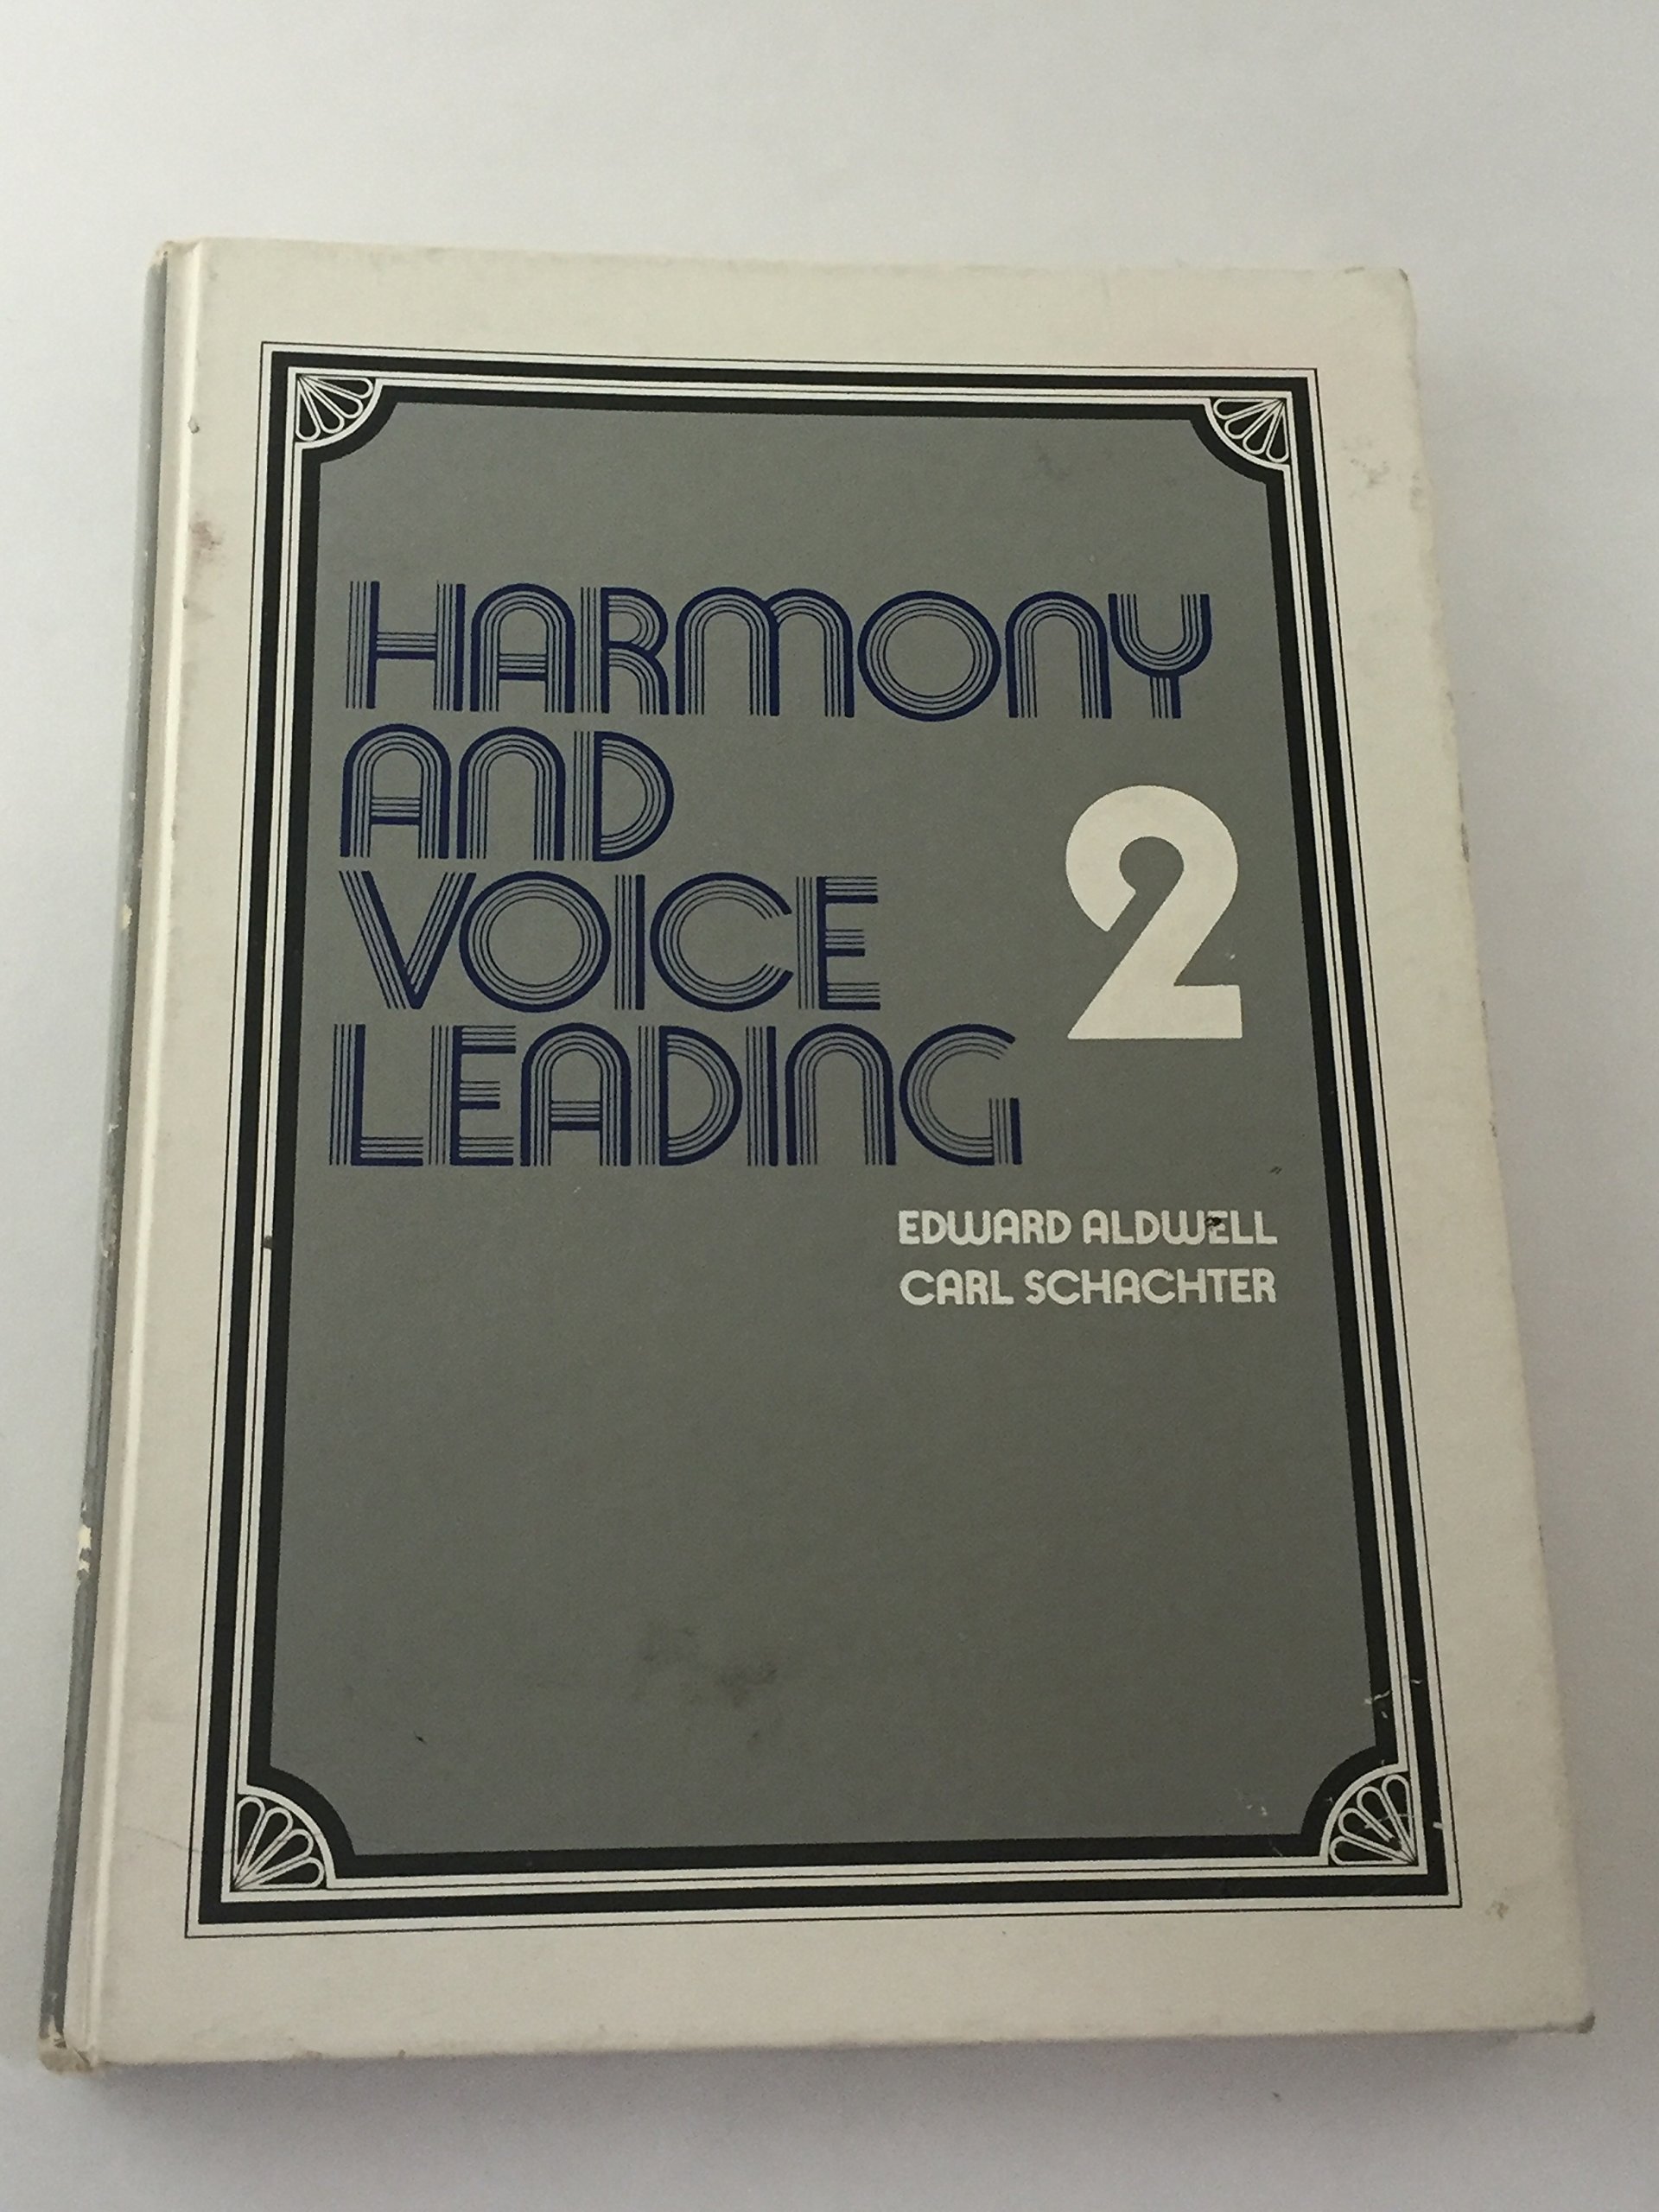 HARMONY
AND
VOICE
LEADING
2
EDWARD ALDWELL
CARL SCHACHTER